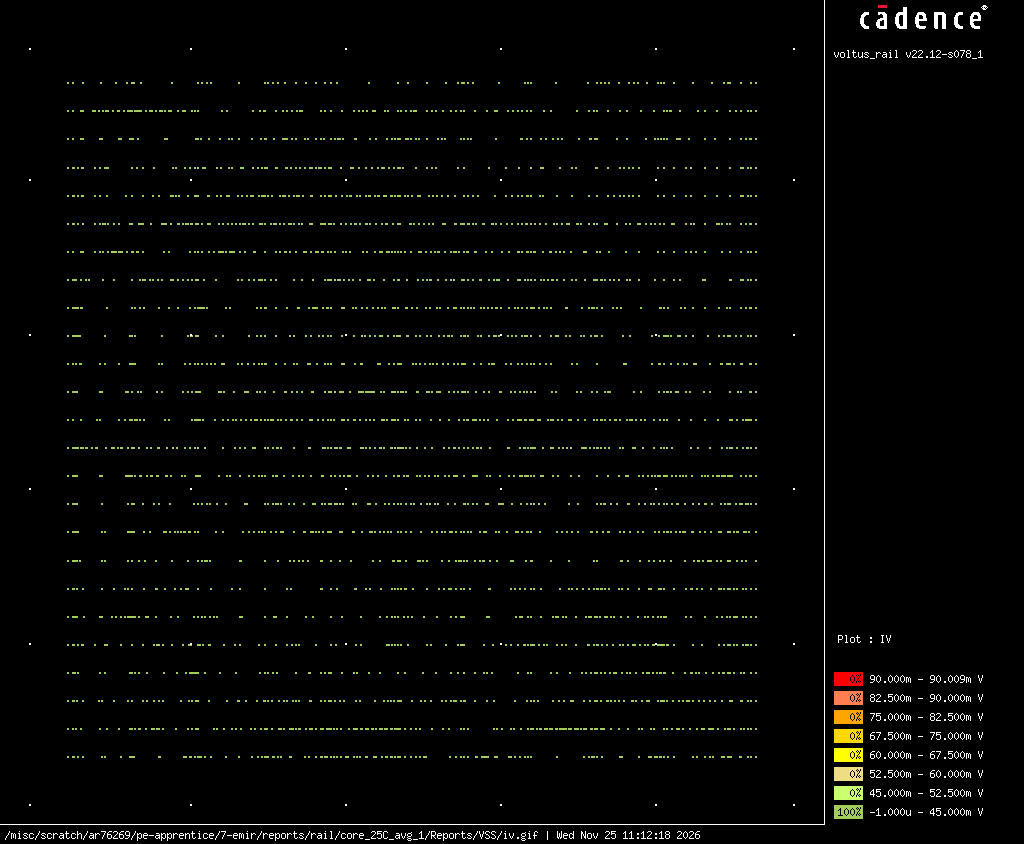 cādence®
voltus_rail v22.12-s078_1
Plot : IV
0% 90.000m - 90.009m V
0% 82.500m - 90.000m V
0% 75.000m - 82.500m V
0% 67.500m - 75.000m V
0% 60.000m - 67.500m V
0% 52.500m - 60.000m V
0% 45.000m - 52.500m V
100% -1.000u - 45.000m V
/misc/scratch/ar76269/pe-apprentice/7-emir/reports/rail/core_25C_avg_1/Reports/VSS/iv.gif | Wed Nov 25 11:12:18 2026